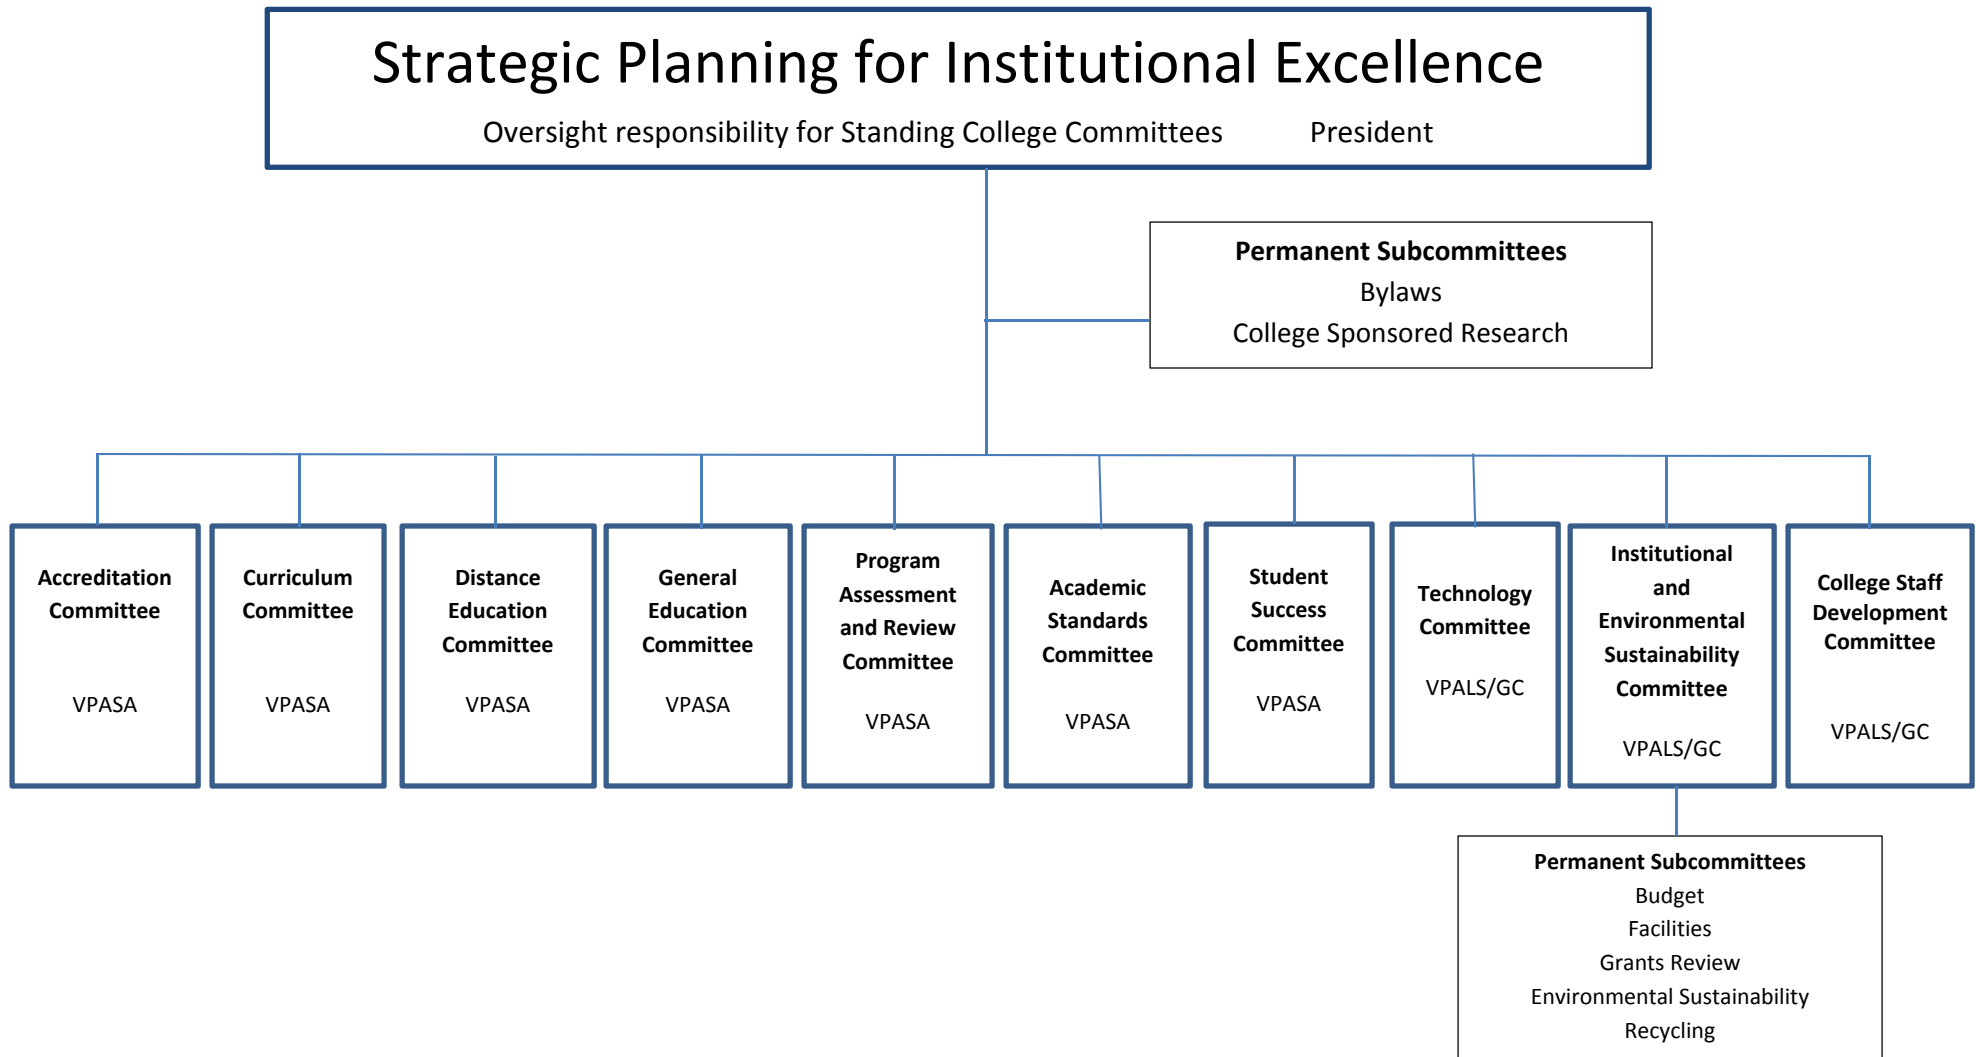 Strategic Planning for Institutional Excellence
Oversight responsibility for Standing College Committees President
Permanent Subcommittees
Bylaws
College Sponsored Research
Accreditation
Committee
VPASA
Curriculum
Committee
VPASA
Distance
Education
Committee
VPASA
General
Education
Committee
VPASA
Program
Assessment
and Review
Committee
VPASA
Academic
Standards
Committee
VPASA
Student
Success
Committee
VPASA
Technology
Committee
VPALS/GC
Institutional
and
Environmental
Sustainability
Committee
VPALS/GC
College Staff
Development
Committee
VPALS/GC
Permanent Subcommittees
Budget
Facilities
Grants Review
Environmental Sustainability
Recycling